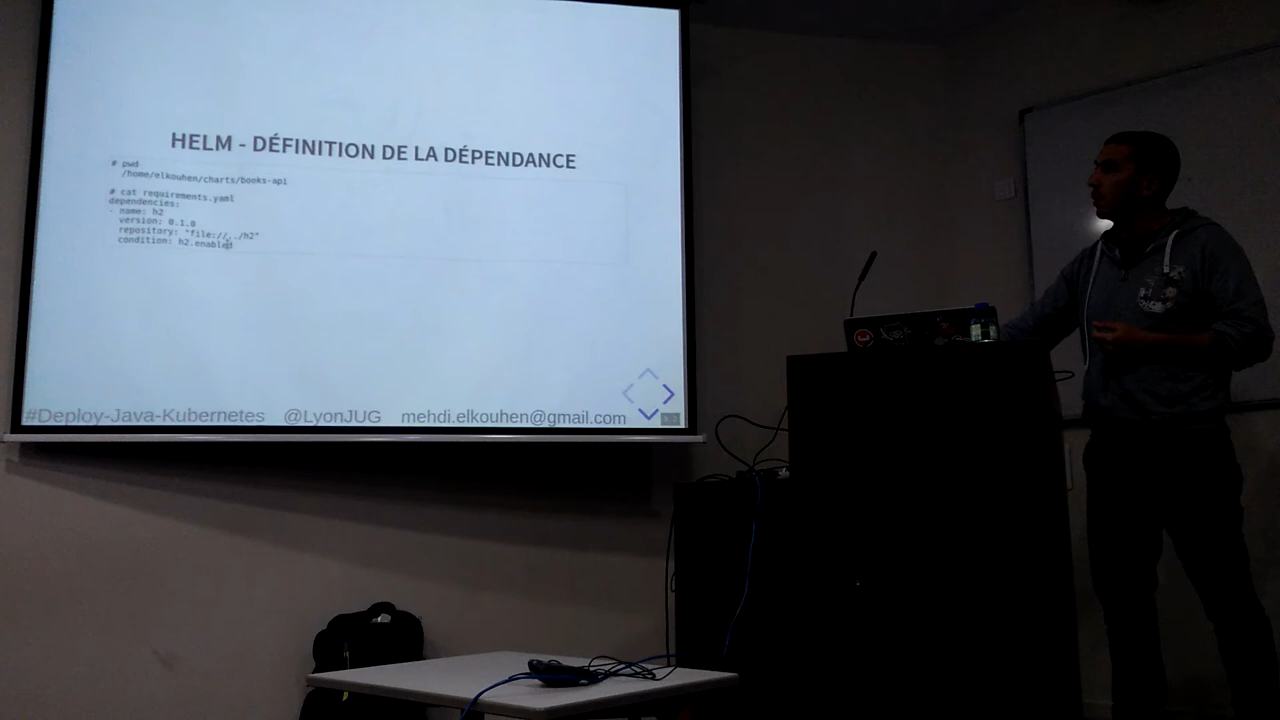 HELM - DÉFINITION DE LA DÉPENDANCE
# pwd
/home/elkouhen/charts/books-api
# cat requirements.yaml
dependencies:
- name: h2
version: 0.1.0
repository: "file://../h2"
condition: h2.enabled
#Deploy-Java-Kubernetes @LyonJUG mehdi.elkouhen@gmail.com